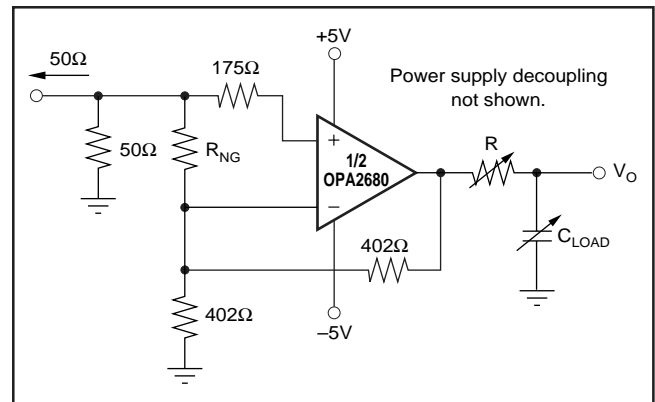 +5V
50Ω
175Ω
Power supply decoupling
not shown.
50Ω
R_NG
+
1/2
OPA2680
−
R
V_O
C_LOAD
402Ω
402Ω
−5V